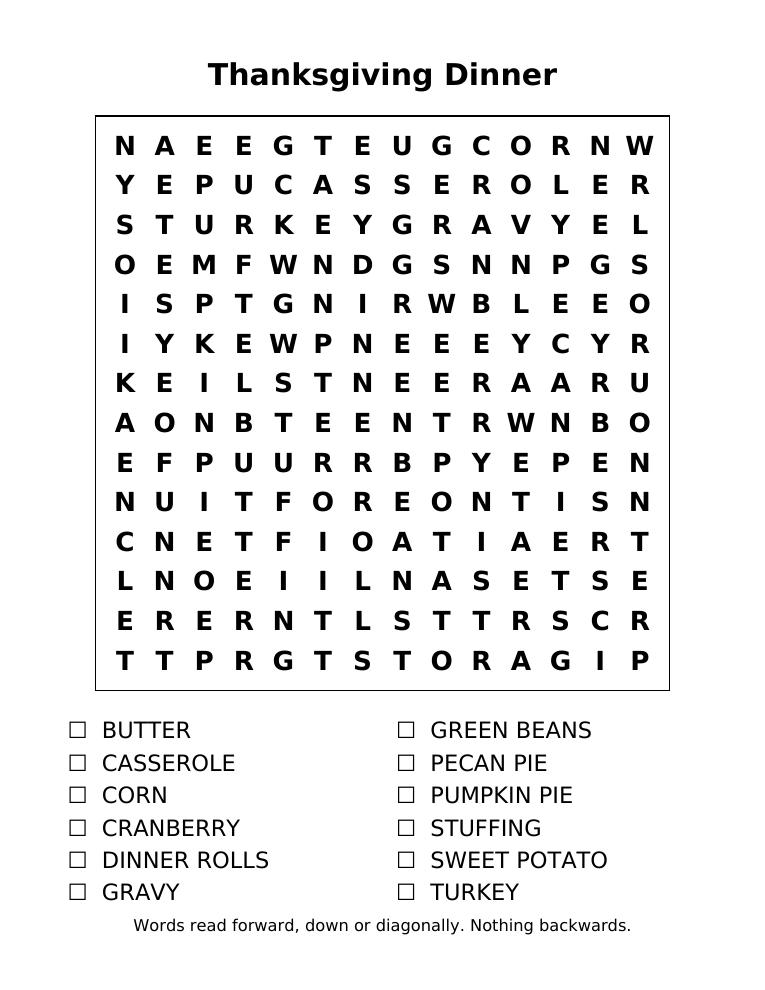 Thanksgiving Dinner
N A E E G T E U G C O R N W
Y E P U C A S S E R O L E R
S T U R K E Y G R A V Y E L
O E M F W N D G S N N P G S
I S P T G N I R W B L E E O
I Y K E W P N E E E Y C Y R
K E I L S T N E E R A A R U
A O N B T E E N T R W N B O
E F P U U R R B P Y E P E N
N U I T F O R E O N T I S N
C N E T F I O A T I A E R T
L N O E I I L N A S E T S E
E R E R N T L S T T R S C R
T T P R G T S T O R A G I P
☐ BUTTER ☐ GREEN BEANS
☐ CASSEROLE ☐ PECAN PIE
☐ CORN ☐ PUMPKIN PIE
☐ CRANBERRY ☐ STUFFING
☐ DINNER ROLLS ☐ SWEET POTATO
☐ GRAVY ☐ TURKEY
Words read forward, down or diagonally. Nothing backwards.